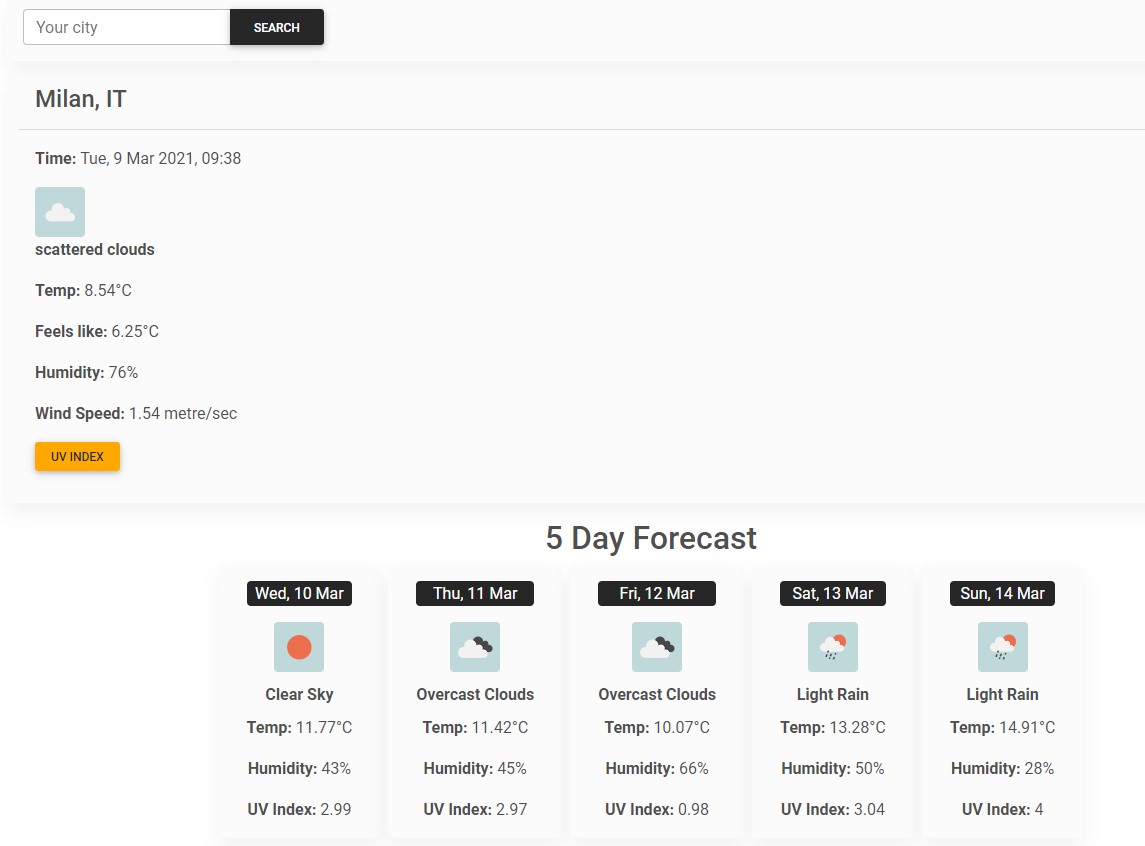 Your city
SEARCH
Milan, IT
Time: Tue, 9 Mar 2021, 09:38
scattered clouds
Temp: 8.54°C
Feels like: 6.25°C
Humidity: 76%
Wind Speed: 1.54 metre/sec
UV INDEX
5 Day Forecast
Wed, 10 Mar
Clear Sky
Temp: 11.77°C
Humidity: 43%
UV Index: 2.99
Thu, 11 Mar
Overcast Clouds
Temp: 11.42°C
Humidity: 45%
UV Index: 2.97
Fri, 12 Mar
Overcast Clouds
Temp: 10.07°C
Humidity: 66%
UV Index: 0.98
Sat, 13 Mar
Light Rain
Temp: 13.28°C
Humidity: 50%
UV Index: 3.04
Sun, 14 Mar
Light Rain
Temp: 14.91°C
Humidity: 28%
UV Index: 4